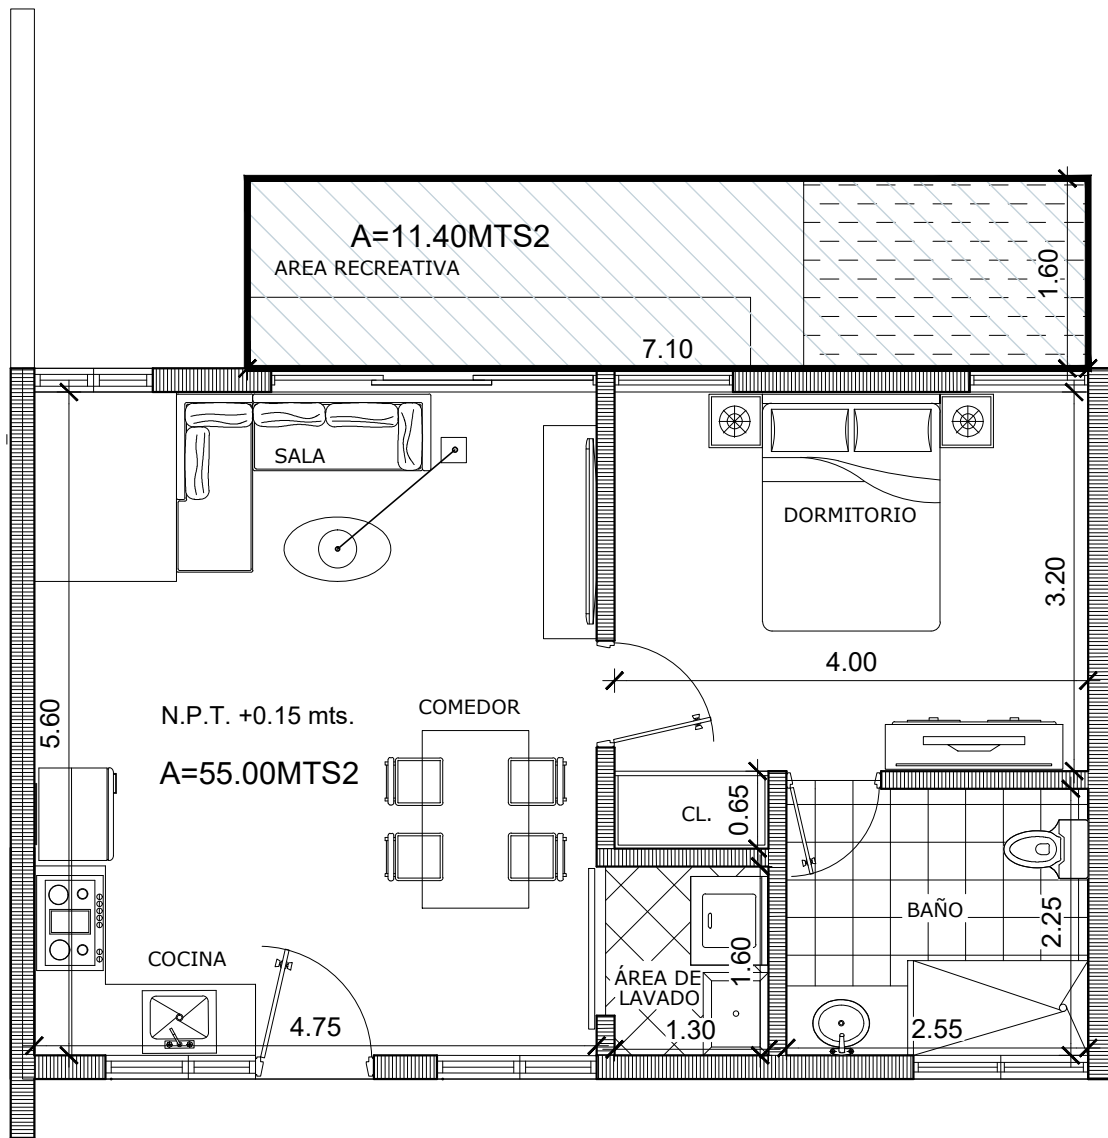 A=11.40MTS2
AREA RECREATIVA
1.60
7.10
SALA
DORMITORIO
3.20
4.00
5.60
N.P.T. +0.15 mts.
COMEDOR
A=55.00MTS2
CL.
0.65
BAÑO
2.25
COCINA
1.60
ÁREA DE
LAVADO
4.75
1.30
2.55